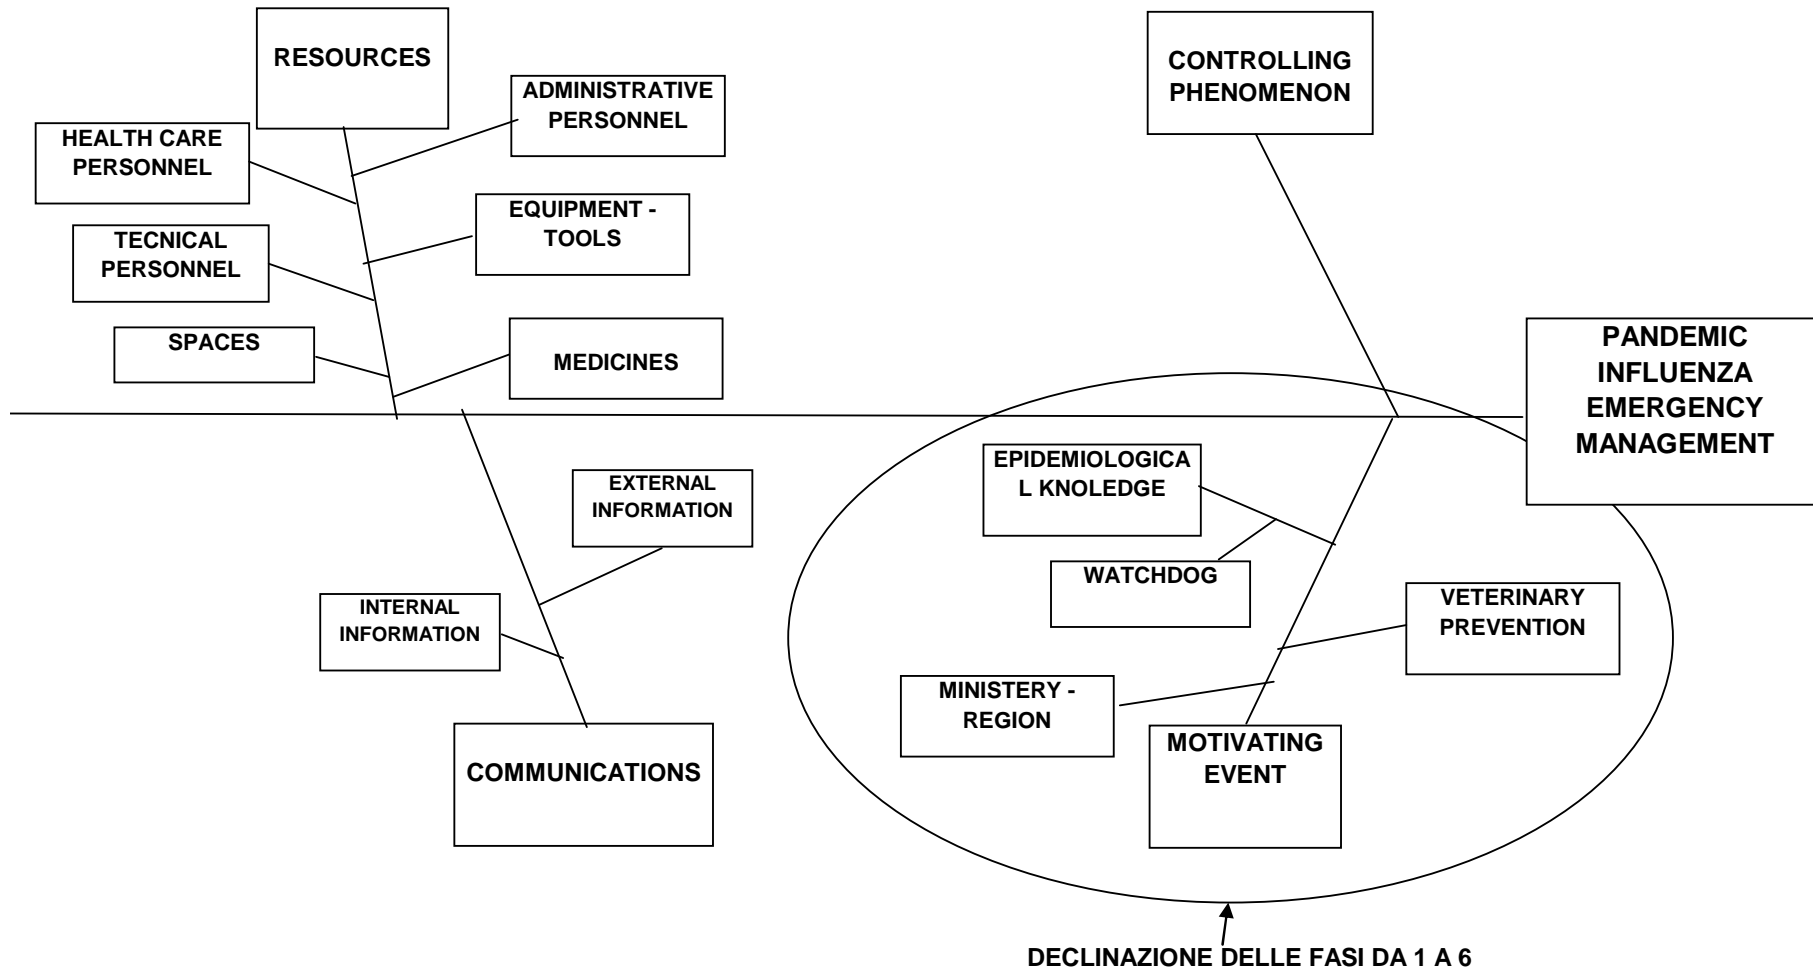 RESOURCES
ADMINISTRATIVE
PERSONNEL
HEALTH CARE
PERSONNEL
EQUIPMENT -
TOOLS
TECNICAL
PERSONNEL
SPACES
MEDICINES
CONTROLLING
PHENOMENON
PANDEMIC
INFLUENZA
EMERGENCY
MANAGEMENT
EXTERNAL
INFORMATION
INTERNAL
INFORMATION
COMMUNICATIONS
EPIDEMIOLOGICA
L KNOLEDGE
WATCHDOG
VETERINARY
PREVENTION
MINISTERY -
REGION
MOTIVATING
EVENT
DECLINAZIONE DELLE FASI DA 1 A 6